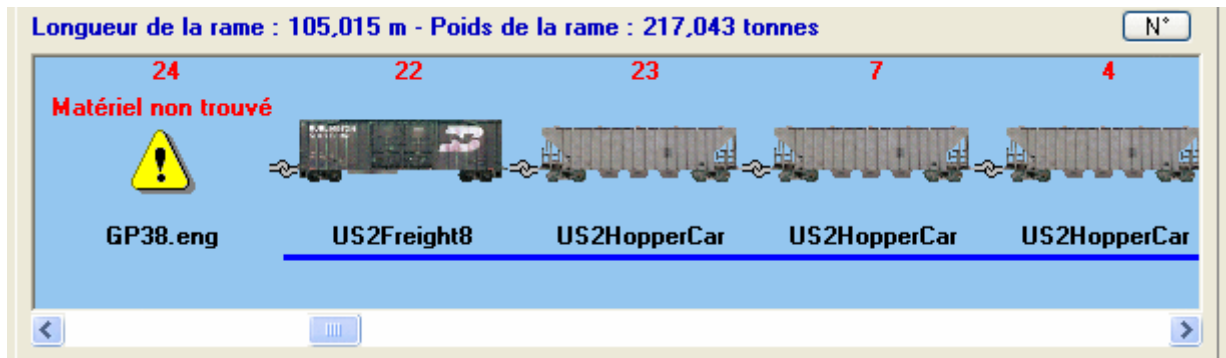 Longueur de la rame : 105,015 m - Poids de la rame : 217,043 tonnes
N°
24 22 23 7 4
Matériel non trouvé
GP38.eng US2Freight8 US2HopperCar US2HopperCar US2HopperCar